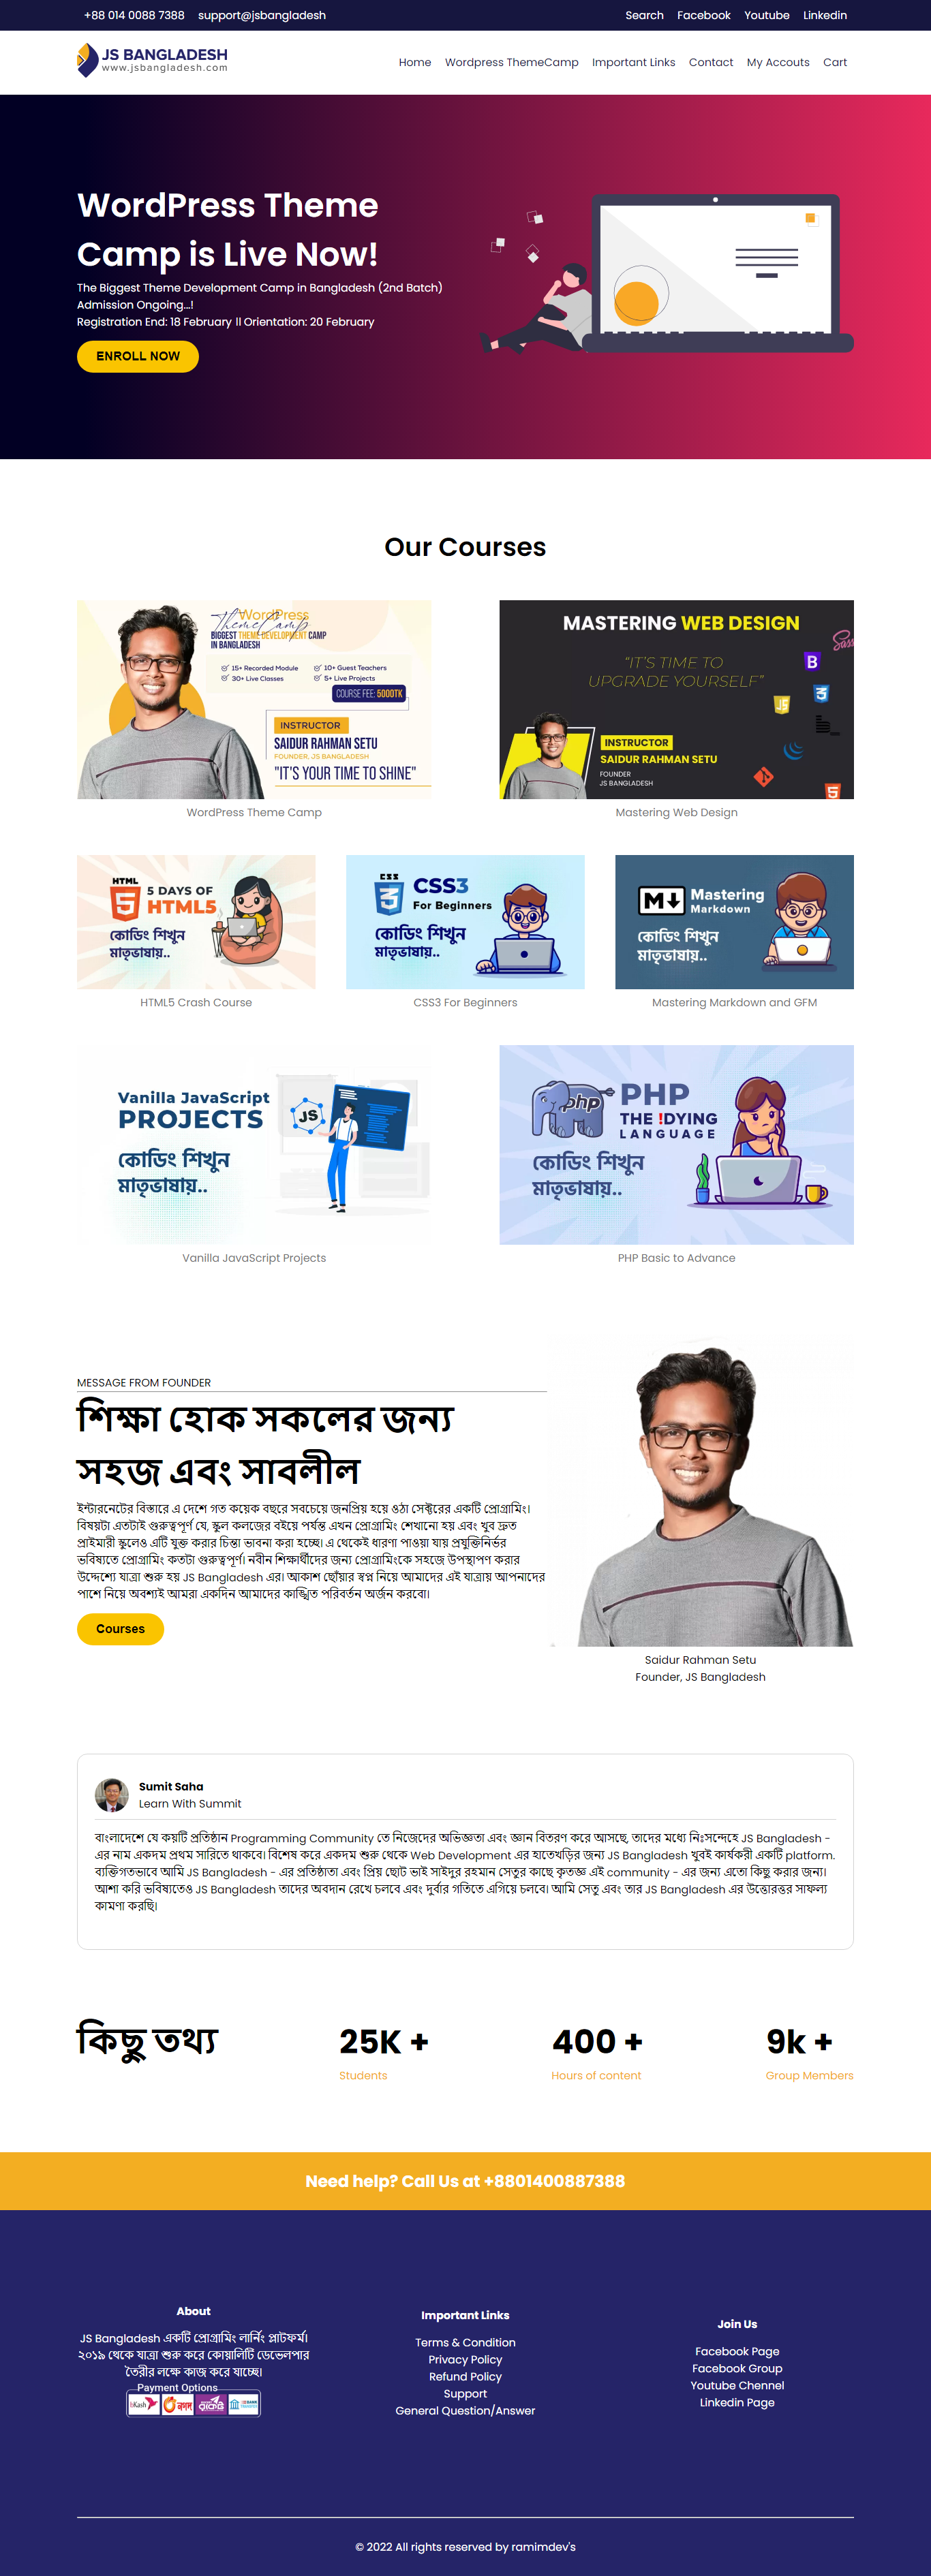 +88 014 0088 7388 support@jsbangladesh
Search Facebook Youtube Linkedin
JS BANGLADESH
www.jsbangladesh.com
Home Wordpress ThemeCamp Important Links Contact My Accouts Cart
WordPress Theme
Camp is Live Now!
The Biggest Theme Development Camp in Bangladesh (2nd Batch)
Admission Ongoing...!
Registration End: 18 February || Orientation: 20 February
ENROLL NOW
Our Courses
WordPress
ThemeCamp
BIGGEST THEME DEVELOPMENT CAMP
IN BANGLADESH
15+ Recorded Module 10+ Guest Teachers
30+ Live Classes 5+ Live Projects
COURSE FEE: 5000TK
INSTRUCTOR
SAIDUR RAHMAN SETU
FOUNDER, JS BANGLADESH
"IT'S YOUR TIME TO SHINE"
WordPress Theme Camp
MASTERING WEB DESIGN
"IT'S TIME TO
UPGRADE YOURSELF"
Sass
B
3
JS
5
INSTRUCTOR
SAIDUR RAHMAN SETU
FOUNDER
JS BANGLADESH
Mastering Web Design
HTML
5
5 DAYS OF
HTML5
কোডিং শিখুন
মাতৃভাষায়..
HTML5 Crash Course
CSS
3
CSS3
For Beginners
কোডিং শিখুন
মাতৃভাষায়..
CSS3 For Beginners
M
Mastering
Markdown
কোডিং শিখুন
মাতৃভাষায়..
Mastering Markdown and GFM
Vanilla JavaScript
PROJECTS
JS
কোডিং শিখুন
মাতৃভাষায়..
Vanilla JavaScript Projects
php
PHP
THE !DYING
LANGUAGE
কোডিং শিখুন
মাতৃভাষায়..
PHP Basic to Advance
MESSAGE FROM FOUNDER
শিক্ষা হোক সকলের জন্য
সহজ এবং সাবলীল
ইন্টারনেটের বিস্তারে এ দেশে গত কয়েক বছরে সবচেয়ে জনপ্রিয় হয়ে ওঠা সেক্টরের একটি প্রোগ্রামিং।
বিষয়টা এতটাই গুরুত্বপূর্ণ যে, স্কুল কলেজের বইয়ে পর্যন্ত এখন প্রোগ্রামিং শেখানো হয় এবং খুব দ্রুত
প্রাইমারী স্কুলেও এটি যুক্ত করার চিন্তা ভাবনা করা হচ্ছে। এ থেকেই ধারণা পাওয়া যায় প্রযুক্তিনির্ভর
ভবিষ্যতে প্রোগ্রামিং কতটা গুরুত্বপূর্ণ। নবীন শিক্ষার্থীদের জন্য প্রোগ্রামিংকে সহজে উপস্থাপণ করার
উদ্দেশ্যে যাত্রা শুরু হয় JS Bangladesh এর। আকাশ ছোঁয়ার স্বপ্ন নিয়ে আমাদের এই যাত্রায় আপনাদের
পাশে নিয়ে অবশ্যই আমরা একদিন আমাদের কাঙ্খিত পরিবর্তন অর্জন করবো।
Courses
Saidur Rahman Setu
Founder, JS Bangladesh
Sumit Saha
Learn With Summit
বাংলাদেশে যে কয়টি প্রতিষ্ঠান Programming Community তে নিজেদের অভিজ্ঞতা এবং জ্ঞান বিতরণ করে আসছে, তাদের মধ্যে নিঃসন্দেহে JS Bangladesh -
এর নাম একদম প্রথম সারিতে থাকবে। বিশেষ করে একদম শুরু থেকে Web Development এর হাতেখড়ির জন্য JS Bangladesh খুবই কার্যকরী একটি platform.
ব্যক্তিগতভাবে আমি JS Bangladesh - এর প্রতিষ্ঠাতা এবং প্রিয় ছোট ভাই সাইদুর রহমান সেতুর কাছে কৃতজ্ঞ এই community - এর জন্য এতো কিছু করার জন্য।
আশা করি ভবিষ্যতেও JS Bangladesh তাদের অবদান রেখে চলবে এবং দুর্বার গতিতে এগিয়ে চলবে। আমি সেতু এবং তার JS Bangladesh এর উত্তোরত্তর সাফল্য
কামণা করছি।
কিছু তথ্য
25K + 400 + 9k +
Students Hours of content Group Members
Need help? Call Us at +8801400887388
About
JS Bangladesh একটি প্রোগ্রামিং লার্নিং প্লাটফর্ম।
২০১৯ থেকে যাত্রা শুরু করে কোয়ালিটি ডেভেলপার
তৈরীর লক্ষে কাজ করে যাচ্ছে।
Payment Options
bKash নগদ রকেট BANK
Important Links
Terms & Condition
Privacy Policy
Refund Policy
Support
General Question/Answer
Join Us
Facebook Page
Facebook Group
Youtube Chennel
Linkedin Page
© 2022 All rights reserved by ramimdev's